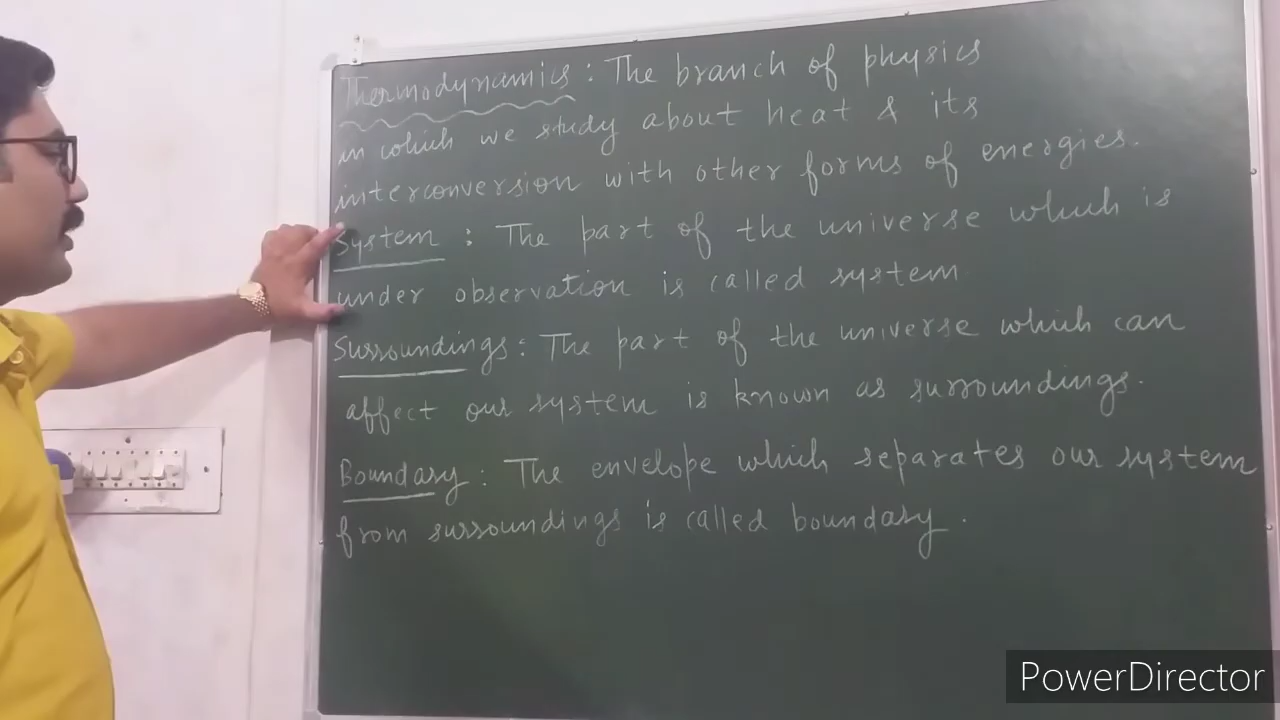 Thermodynamics : The branch of physics
in which we study about heat & its
interconversion with other forms of energies.
System : The part of the universe which is
under observation is called system
Surroundings : The part of the universe which can
affect our system is known as surroundings.
Boundary : The envelope which separates our system
from surroundings is called boundary.
PowerDirector